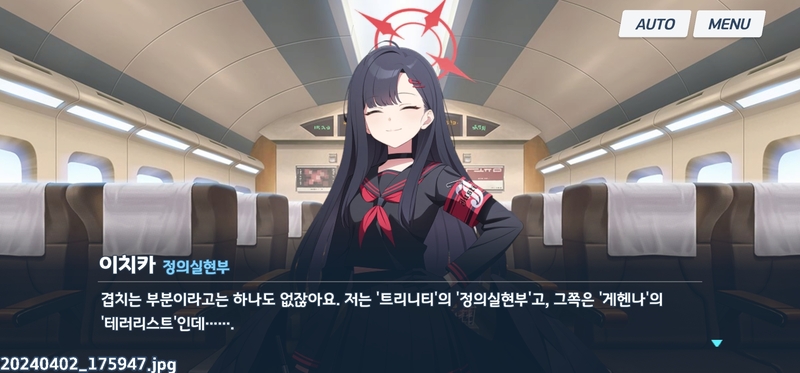 AUTO MENU
이치카 정의실현부
겹치는 부분이라고는 하나도 없잖아요. 저는 '트리니티'의 '정의실현부'고, 그쪽은 '게헨나'의
'테러리스트'인데…….
20240402_175947.jpg